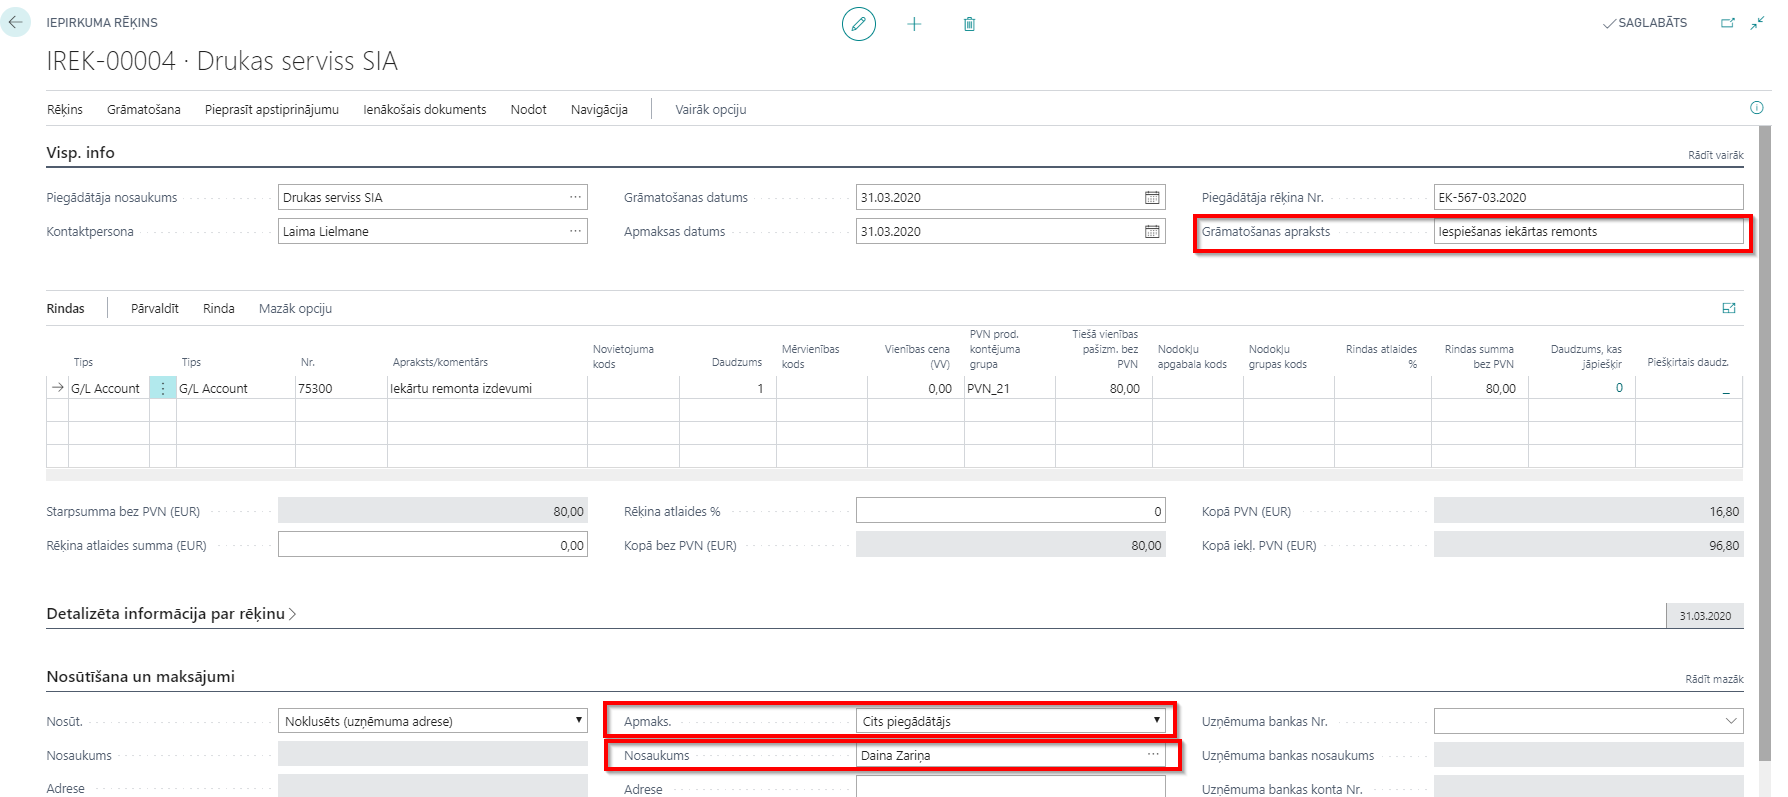 IEPIRKUMA RĒĶINS
SAGLABĀTS
IREK-00004 · Drukas serviss SIA
Rēķins Grāmatošana Pieprasīt apstiprinājumu Ienākošais dokuments Nodot Navigācija Vairāk opciju
Visp. info
Rādīt vairāk
Piegādātāja nosaukums Drukas serviss SIA Grāmatošanas datums 31.03.2020 Piegādātāja rēķina Nr. EK-567-03.2020
Kontaktpersona Laima Lielmane Apmaksas datums 31.03.2020 Grāmatošanas apraksts Iespiešanas iekārtas remonts
Rindas Pārvaldīt Rinda Mazāk opciju
Tips Tips Nr. Apraksts/komentārs Novietojuma kods Daudzums Mērvienības kods Vienības cena (VV) PVN prod. kontējuma grupa Tiešā vienības pašizm. bez PVN Nodokļu apgabala kods Nodokļu grupas kods Rindas atlaides % Rindas summa bez PVN Daudzums, kas jāpiešķir Piešķirtais daudz.
G/L Account G/L Account 75300 Iekārtu remonta izdevumi 1 0,00 PVN_21 80,00 80,00 0 _
Starpsumma bez PVN (EUR) 80,00 Rēķina atlaides % 0 Kopā PVN (EUR) 16,80
Rēķina atlaides summa (EUR) 0,00 Kopā bez PVN (EUR) 80,00 Kopā iekļ. PVN (EUR) 96,80
Detalizēta informācija par rēķinu
31.03.2020
Nosūtīšana un maksājumi
Rādīt mazāk
Nosūt. Noklusēts (uzņēmuma adrese) Apmaks. Cits piegādātājs Uzņēmuma bankas Nr.
Nosaukums Nosaukums Daina Zariņa Uzņēmuma bankas nosaukums
Adrese Adrese Uzņēmuma bankas konta Nr.